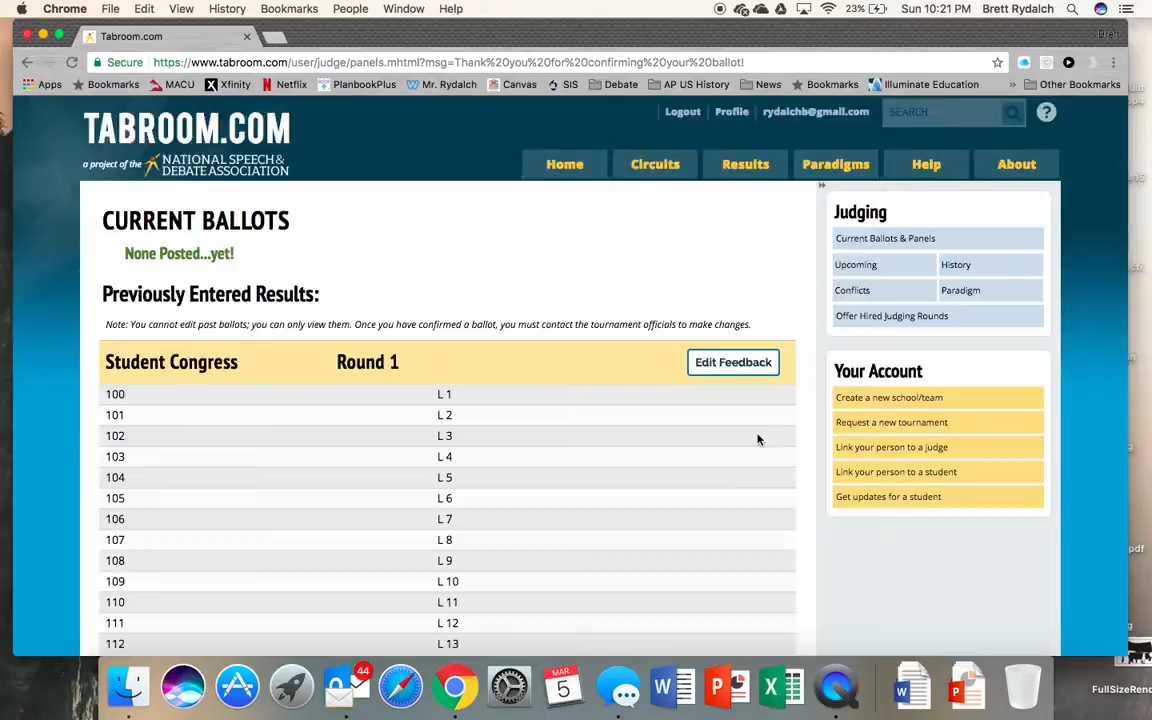 Chrome File Edit View History Bookmarks People Window Help 23% Sun 10:21 PM Brett Rydalch
Tabroom.com Brett
Secure https://www.tabroom.com/user/judge/panels.mhtml?msg=Thank%20you%20for%20confirming%20your%20ballot!
Apps Bookmarks MACU Xfinity Netflix PlanbookPlus Mr. Rydalch Canvas SIS Debate AP US History News Bookmarks Illuminate Education Other Bookmarks
TABROOM.COM
a project of the NATIONAL SPEECH & DEBATE ASSOCIATION
Logout Profile rydalchb@gmail.com SEARCH ?
Home Circuits Results Paradigms Help About
CURRENT BALLOTS
None Posted...yet!
Previously Entered Results:
Note: You cannot edit past ballots; you can only view them. Once you have confirmed a ballot, you must contact the tournament officials to make changes.
Student Congress Round 1 Edit Feedback
100 L 1
101 L 2
102 L 3
103 L 4
104 L 5
105 L 6
106 L 7
107 L 8
108 L 9
109 L 10
110 L 11
111 L 12
112 L 13
Judging
Current Ballots & Panels
Upcoming History
Conflicts Paradigm
Offer Hired Judging Rounds
Your Account
Create a new school/team
Request a new tournament
Link your person to a judge
Link your person to a student
Get updates for a student
44
MAR
5
W P X W P
FullSizeRend